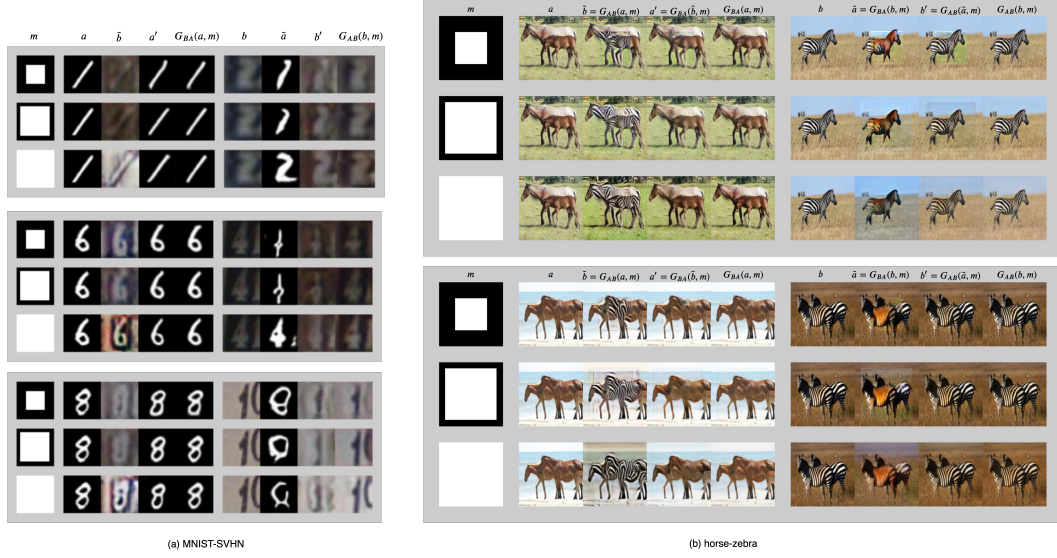 m a b̃ a′ G_BA(a, m) b ã b′ G_AB(b, m)
m a b̃ = G_AB(a, m) a′ = G_BA(b̃, m) G_BA(a, m) b ã = G_BA(b, m) b′ = G_AB(ã, m) G_AB(b, m)
m a b̃ = G_AB(a, m) a′ = G_BA(b̃, m) G_BA(a, m) b ã = G_BA(b, m) b′ = G_AB(ã, m) G_AB(b, m)
(a) MNIST-SVHN
(b) horse-zebra